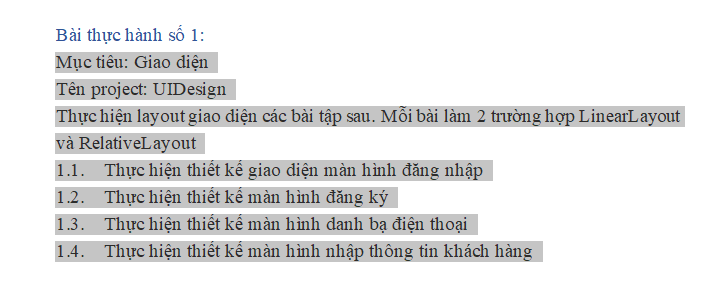 Bài thực hành số 1:
Mục tiêu: Giao diện
Tên project: UIDesign
Thực hiện layout giao diện các bài tập sau. Mỗi bài làm 2 trường hợp LinearLayout
và RelativeLayout
1.1. Thực hiện thiết kế giao diện màn hình đăng nhập
1.2. Thực hiện thiết kế màn hình đăng ký
1.3. Thực hiện thiết kế màn hình danh bạ điện thoại
1.4. Thực hiện thiết kế màn hình nhập thông tin khách hàng